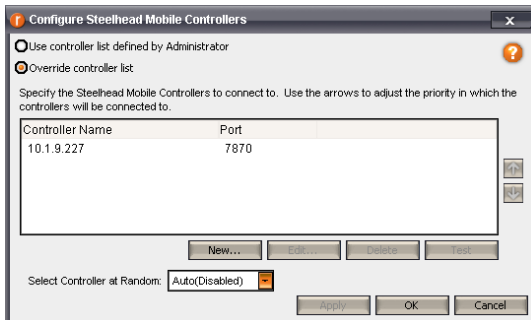 Configure Steelhead Mobile Controllers
x
Use controller list defined by Administrator
?
Override controller list
Specify the Steelhead Mobile Controllers to connect to. Use the arrows to adjust the priority in which the
controllers will be connected to.
Controller Name Port
10.1.9.227 7870
New... Edit... Delete Test
Select Controller at Random: Auto(Disabled)
Apply OK Cancel